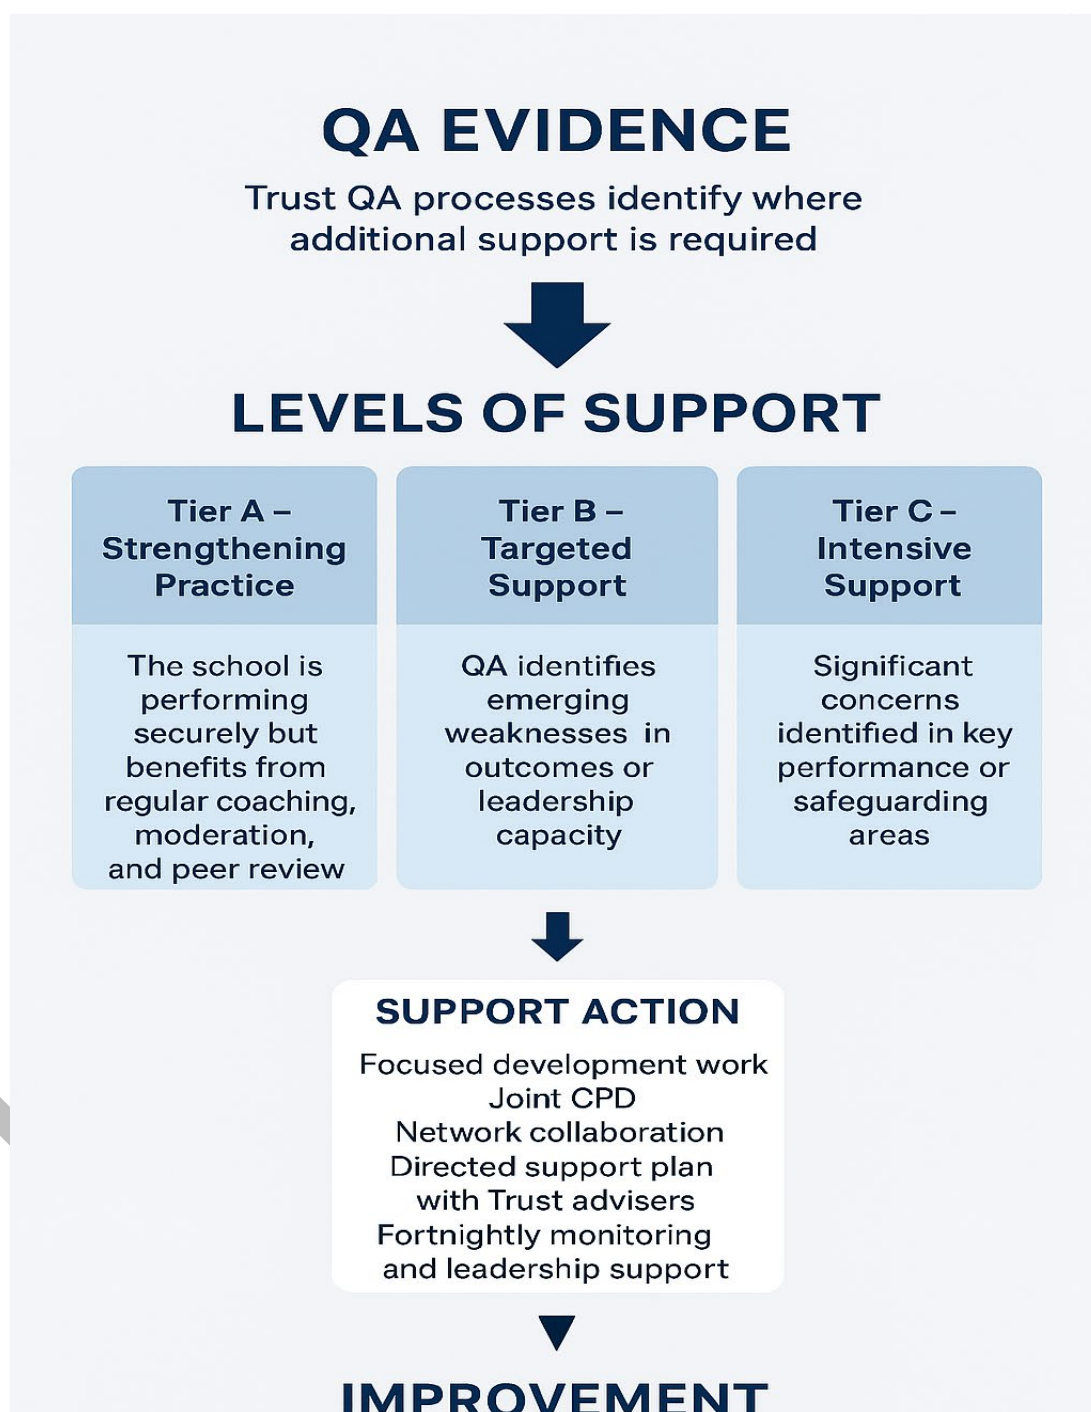 QA EVIDENCE
Trust QA processes identify where
additional support is required
LEVELS OF SUPPORT
Tier A –
Strengthening
Practice
The school is
performing
securely but
benefits from
regular coaching,
moderation,
and peer review
Tier B –
Targeted
Support
QA identifies
emerging
weaknesses in
outcomes or
leadership
capacity
Tier C –
Intensive
Support
Significant
concerns
identified in key
performance or
safeguarding
areas
SUPPORT ACTION
Focused development work
Joint CPD
Network collaboration
Directed support plan
with Trust advisers
Fortnightly monitoring
and leadership support
IMPROVEMENT